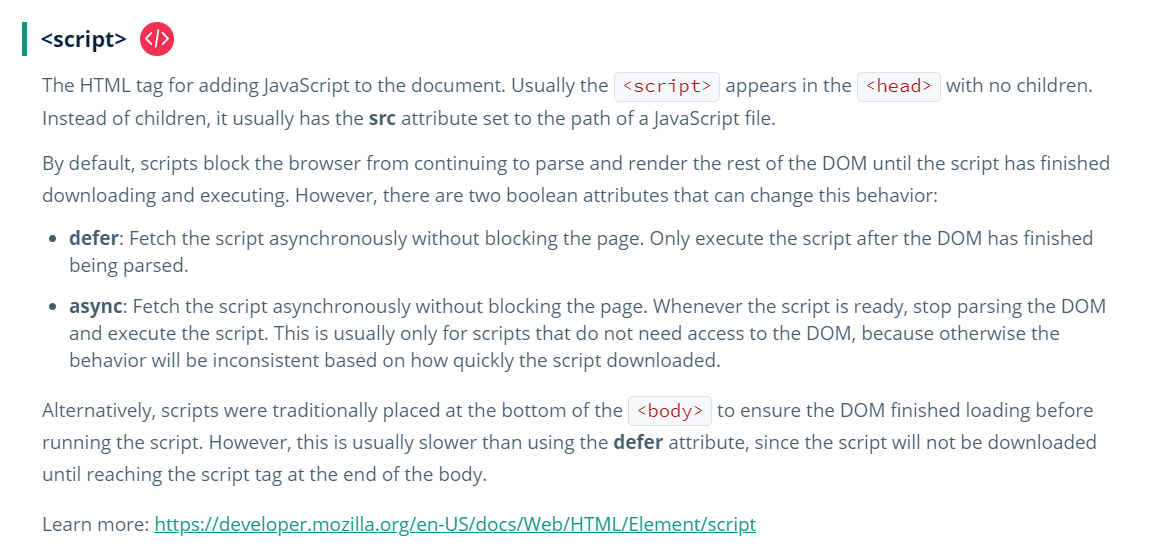 <script> </>
The HTML tag for adding JavaScript to the document. Usually the <script> appears in the <head> with no children.
Instead of children, it usually has the src attribute set to the path of a JavaScript file.
By default, scripts block the browser from continuing to parse and render the rest of the DOM until the script has finished
downloading and executing. However, there are two boolean attributes that can change this behavior:
• defer: Fetch the script asynchronously without blocking the page. Only execute the script after the DOM has finished
being parsed.
• async: Fetch the script asynchronously without blocking the page. Whenever the script is ready, stop parsing the DOM
and execute the script. This is usually only for scripts that do not need access to the DOM, because otherwise the
behavior will be inconsistent based on how quickly the script downloaded.
Alternatively, scripts were traditionally placed at the bottom of the <body> to ensure the DOM finished loading before
running the script. However, this is usually slower than using the defer attribute, since the script will not be downloaded
until reaching the script tag at the end of the body.
Learn more: https://developer.mozilla.org/en-US/docs/Web/HTML/Element/script